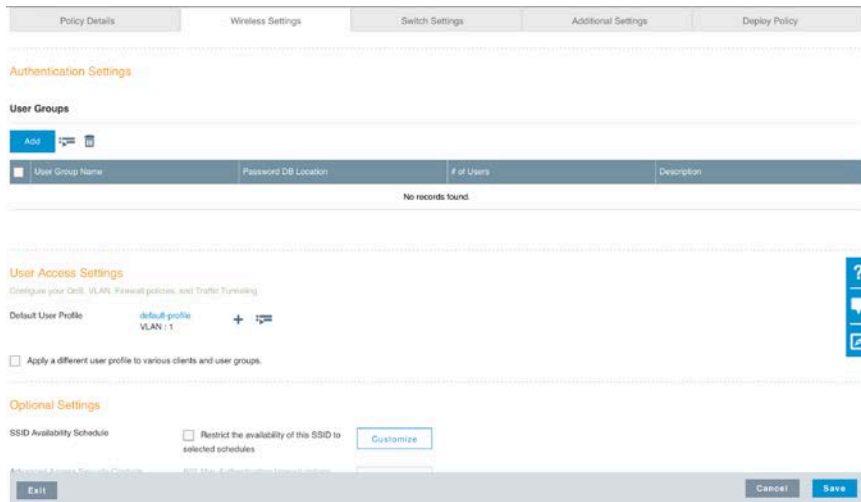 Policy Details
Wireless Settings
Switch Settings
Additional Settings
Deploy Policy
Authentication Settings
User Groups
Add
User Group Name
Password DB Location
# of Users
Description
No records found.
User Access Settings
Configure your QoS, VLAN, Firewall policies, and Traffic Tunneling
Default User Profile
default-profile
VLAN : 1
Apply a different user profile to various clients and user groups.
Optional Settings
SSID Availability Schedule
Restrict the availability of this SSID to
selected schedules
Customize
Exit
Cancel
Save